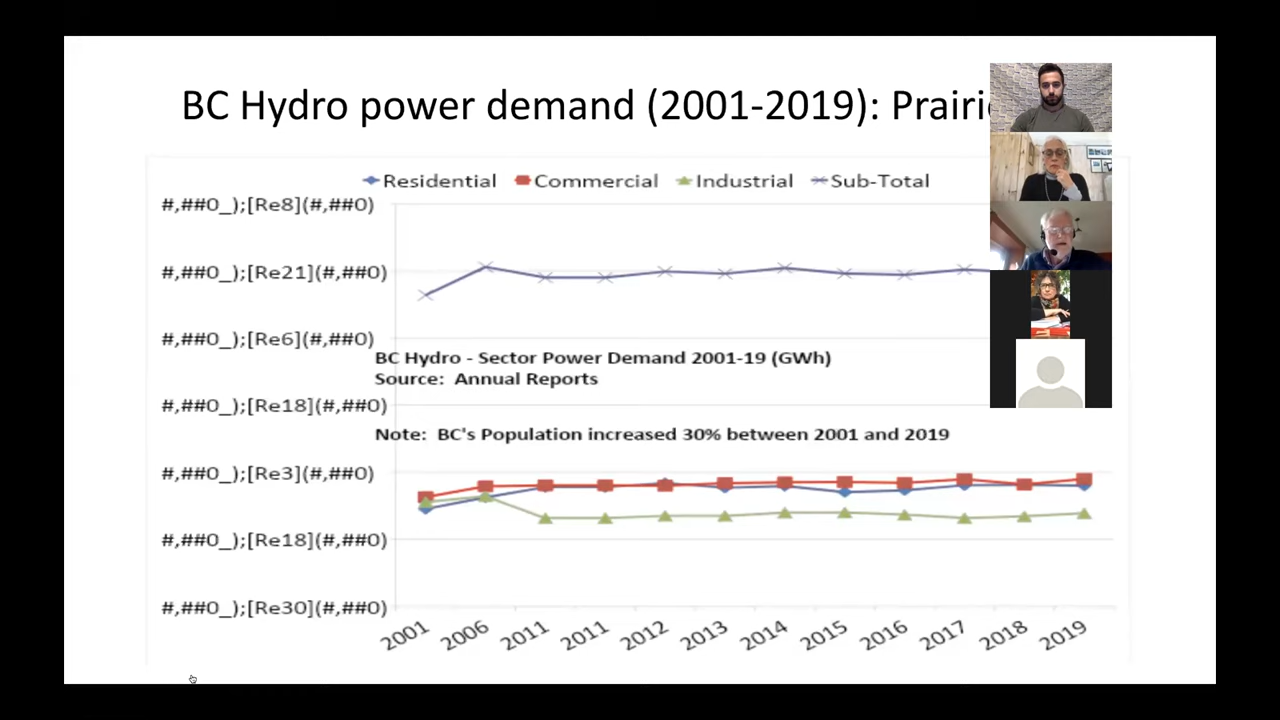 BC Hydro power demand (2001-2019):
Residential Commercial Industrial Sub-Total
#,##0_);[Re8](#,##0)
#,##0_);[Re21](#,##0)
#,##0_);[Re6](#,##0)
BC Hydro - Sector Power Demand 2001-19 (GWh)
Source: Annual Reports
#,##0_);[Re18](#,##0)
Note: BC's Population increased 30% between 2001 and 2019
#,##0_);[Re3](#,##0)
#,##0_);[Re18](#,##0)
#,##0_);[Re30](#,##0)
2001 2006 2011 2011 2012 2013 2014 2015 2016 2017 2018 2019